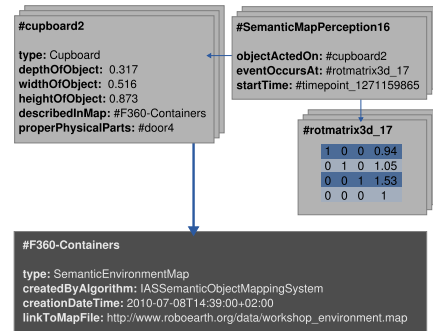 #cupboard2
type: Cupboard
depthOfObject: 0.317
widthOfObject: 0.516
heightOfObject: 0.873
describedInMap: #F360-Containers
properPhysicalParts: #door4
#SemanticMapPerception16
objectActedOn: #cupboard2
eventOccursAt: #rotmatrix3d_17
startTime: #timepoint_1271159865
#rotmatrix3d_17
1 0 0 0.94
0 1 0 1.05
0 0 1 1.53
0 0 0 1
#F360-Containers
type: SemanticEnvironmentMap
createdByAlgorithm: IASSemanticObjectMappingSystem
creationDateTime: 2010-07-08T14:39:00+02:00
linkToMapFile: http://www.roboearth.org/data/workshop_environment.map